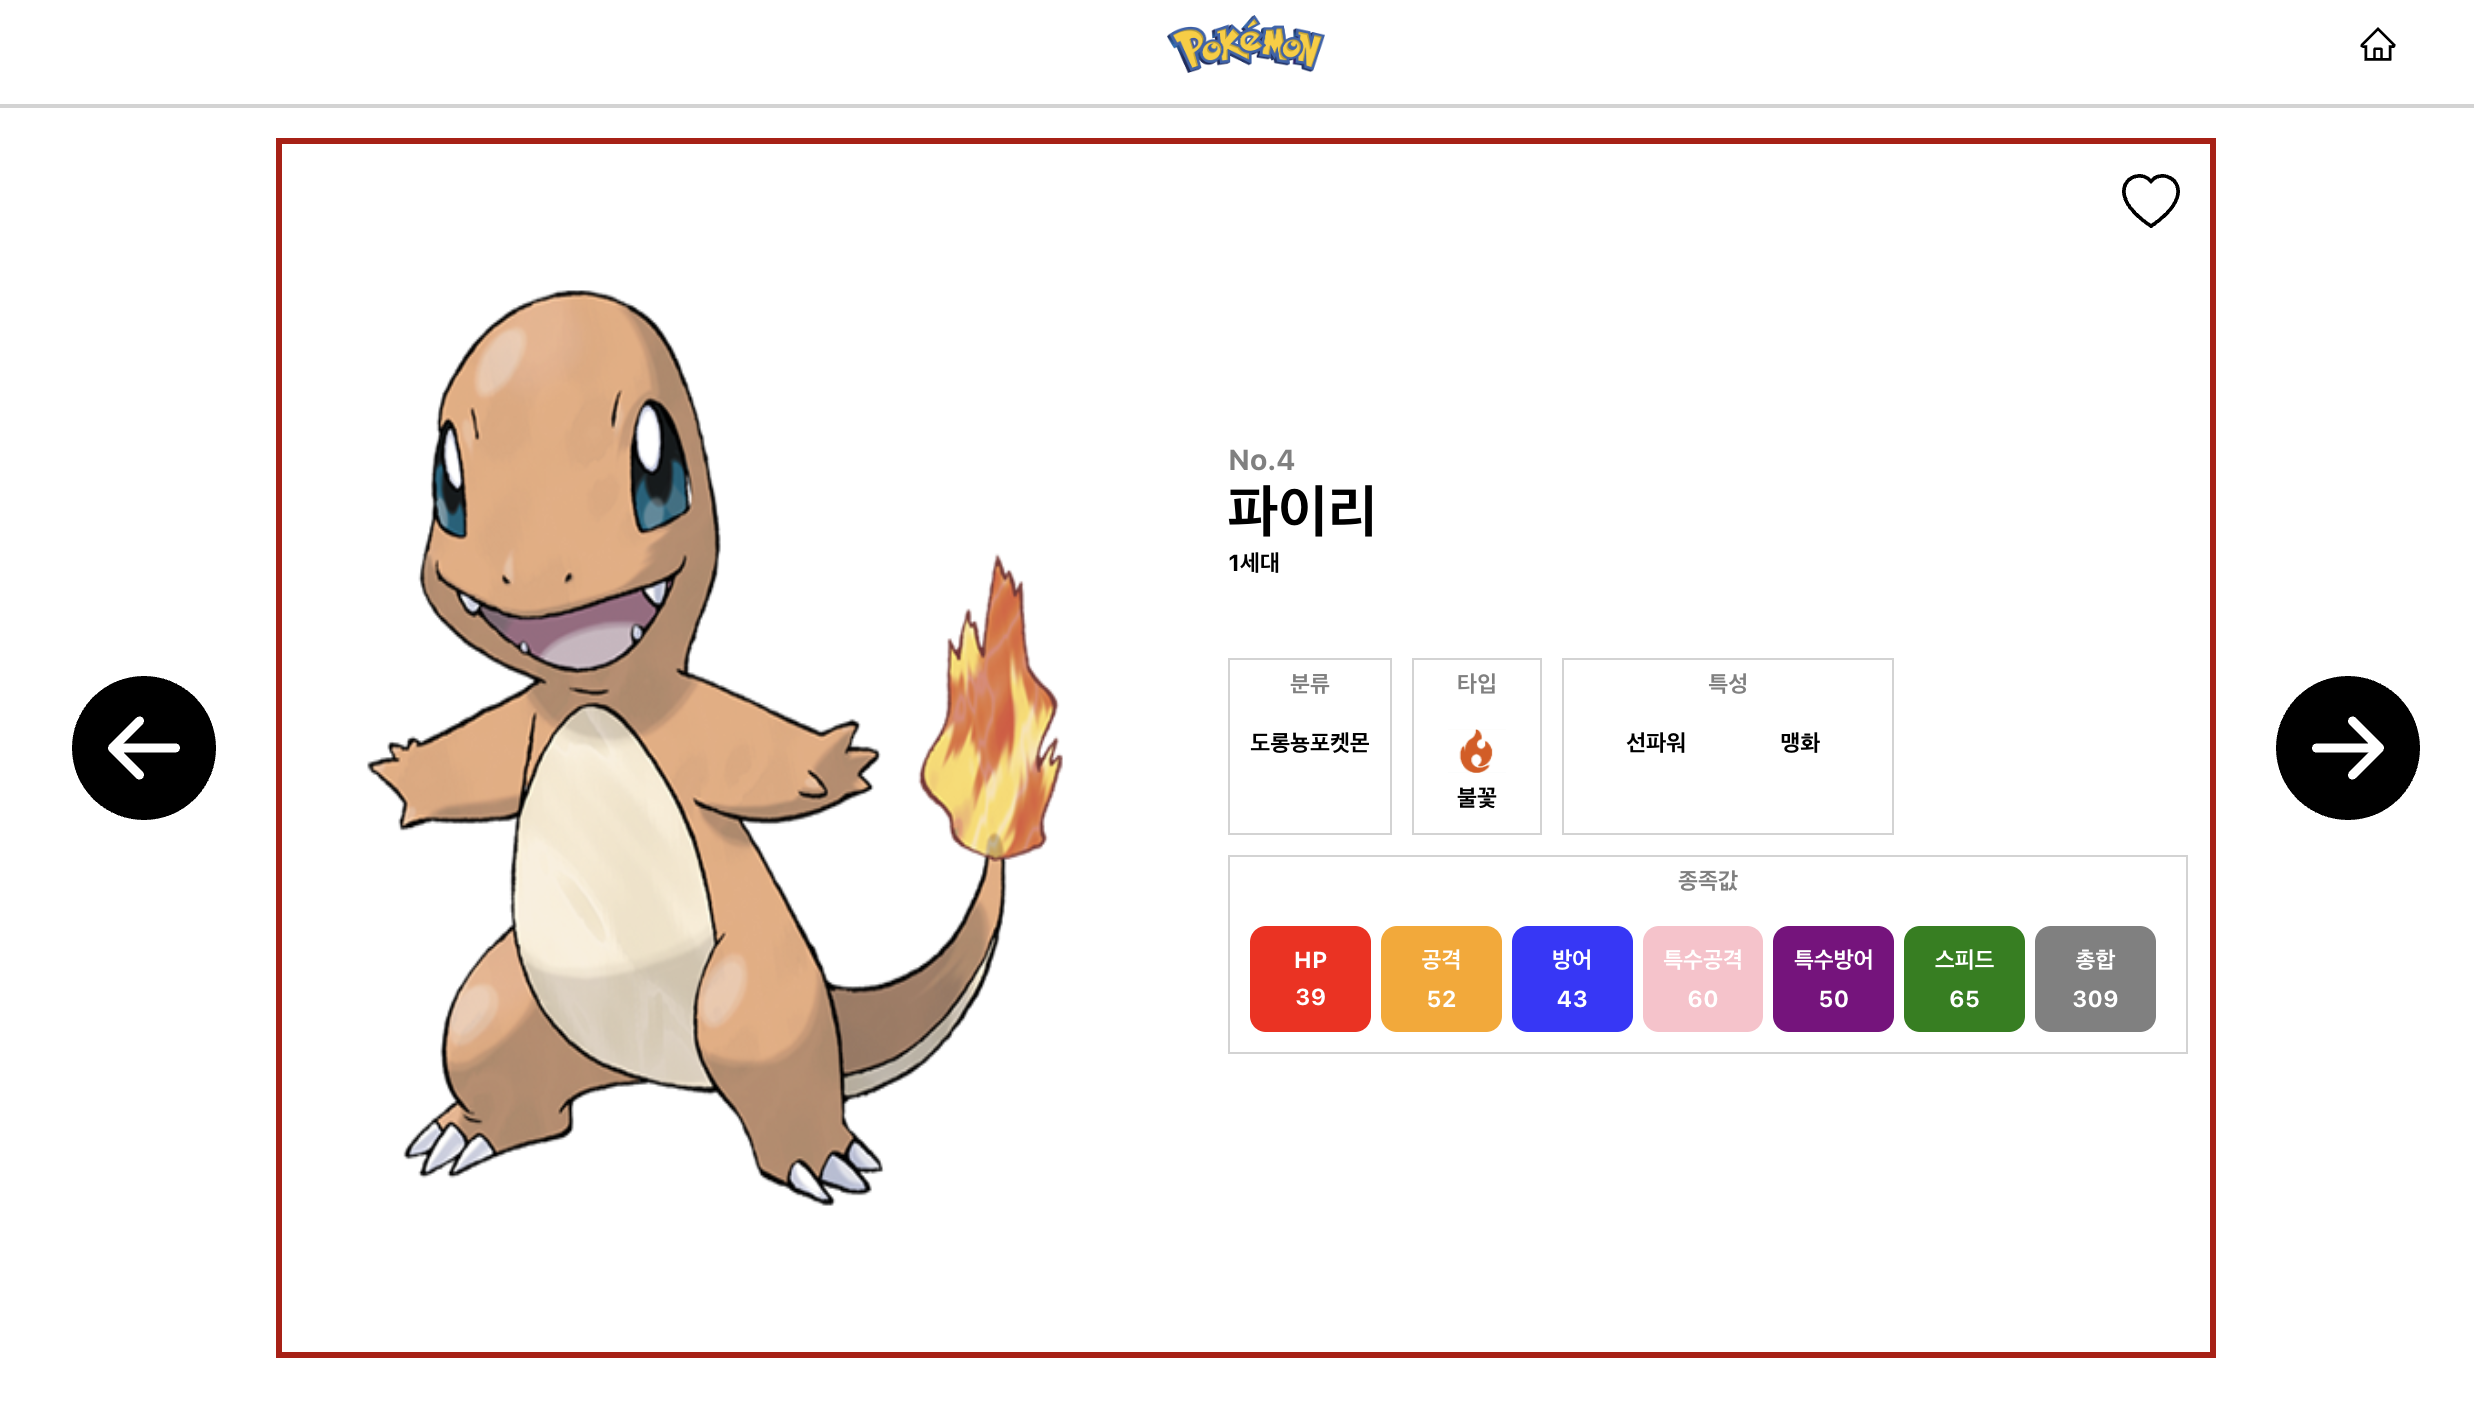 Pokémon
No.4
파이리
1세대
분류
도롱뇽포켓몬
타입
불꽃
특성
선파워 맹화
종족값
HP 공격 방어 특수공격 특수방어 스피드 총합
39 52 43 60 50 65 309